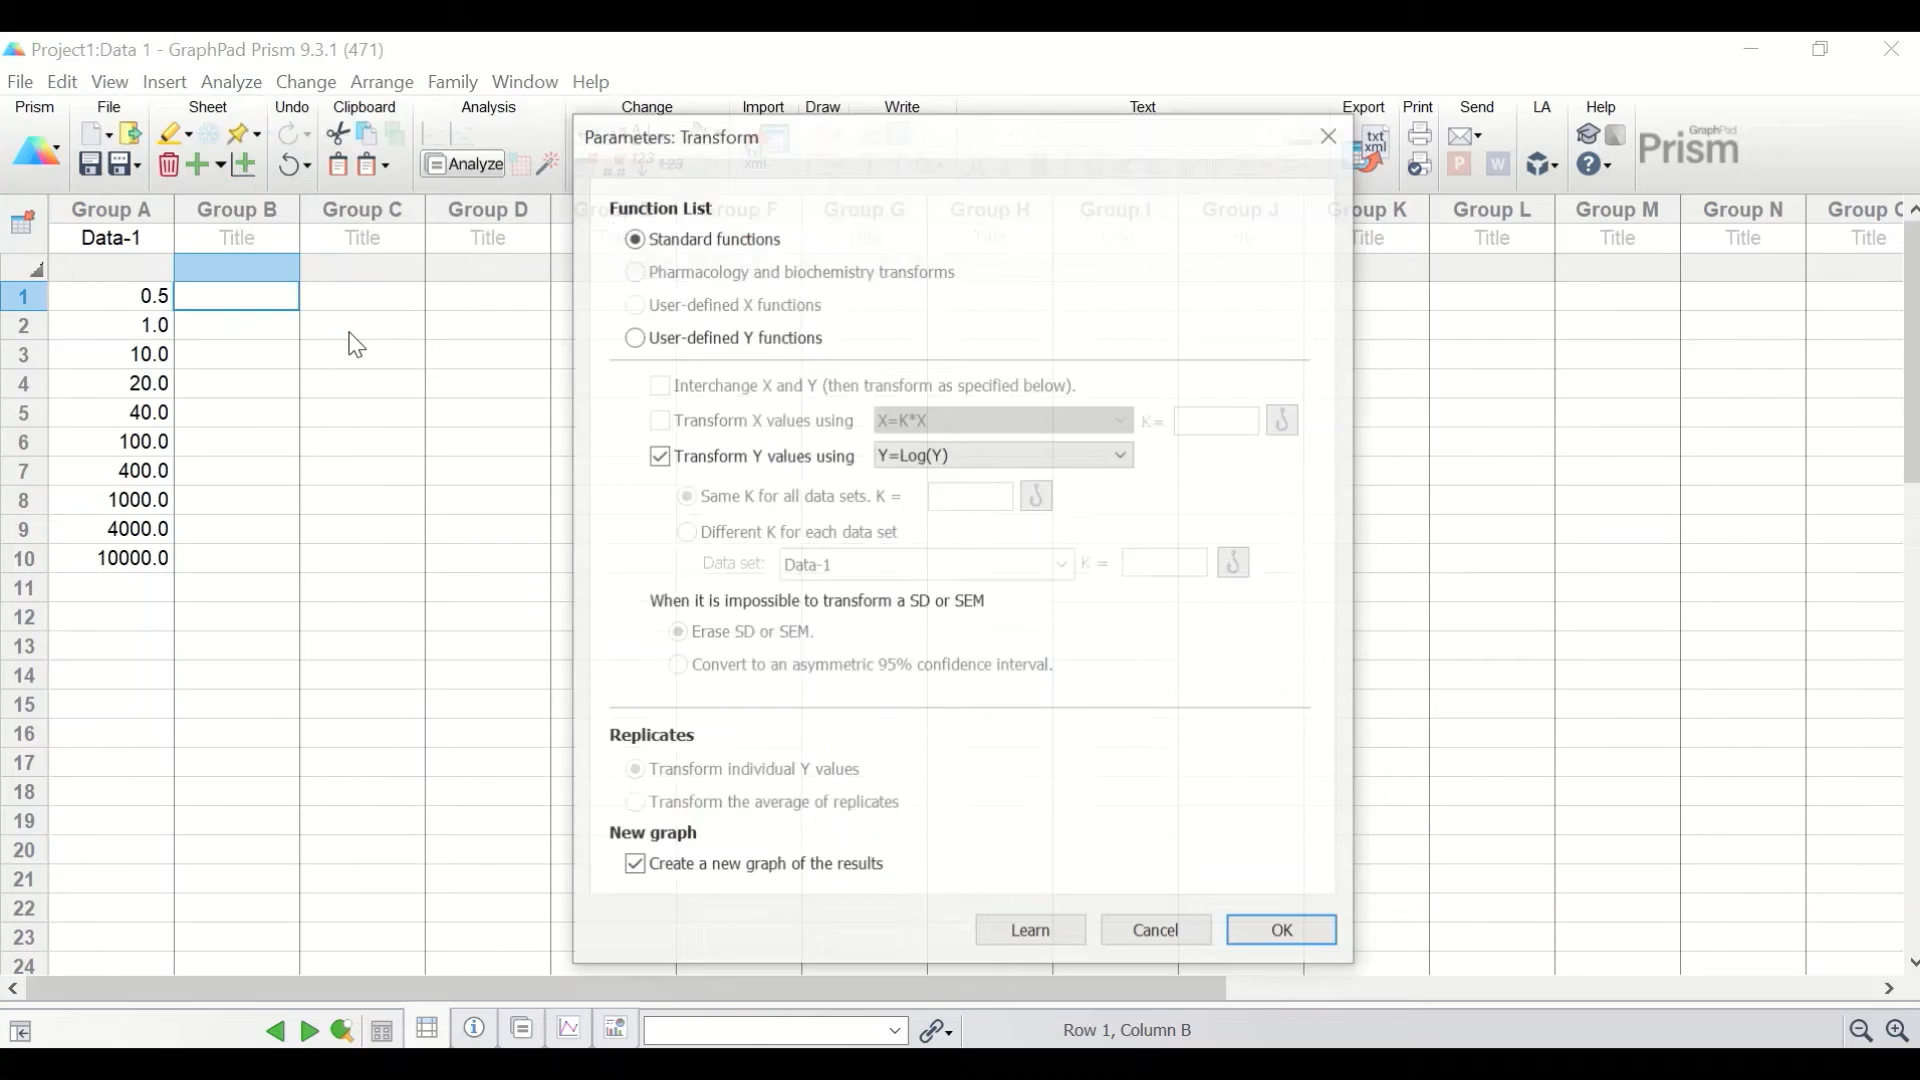 Project1:Data 1 - GraphPad Prism 9.3.1 (471)
File Edit View Insert Analyze Change Arrange Family Window Help
Prism File Sheet Undo Clipboard Analysis Change Import Draw Write Text Export Print Send LA Help
Analyze
txt xml
P W
GraphPad
Prism
Parameters: Transform
Group A Group B Group C Group D Group F Group G Group H Group I Group J Group L Group M Group N
Data-1 Title Title Title Title Title Title Title
1 0.5
2 1.0
3 10.0
4 20.0
5 40.0
6 100.0
7 400.0
8 1000.0
9 4000.0
10 10000.0
11
12
13
14
15
16
17
18
19
20
21
22
23
24
Function List
Standard functions
Pharmacology and biochemistry transforms
User-defined X functions
User-defined Y functions
Interchange X and Y (then transform as specified below).
Transform X values using X=K*X K=
Transform Y values using Y=Log(Y)
Same K for all data sets. K =
Different K for each data set
Data set: Data-1 K =
When it is impossible to transform a SD or SEM
Erase SD or SEM.
Convert to an asymmetric 95% confidence interval.
Replicates
Transform individual Y values
Transform the average of replicates
New graph
Create a new graph of the results
Learn Cancel OK
Row 1, Column B